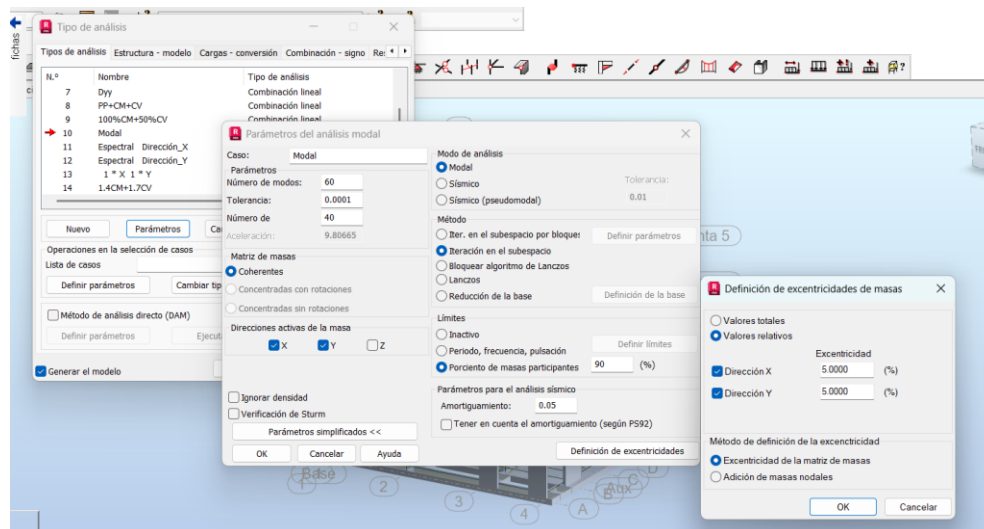 fichas
Tipo de análisis
Tipos de análisis Estructura - modelo Cargas - conversión Combinación - signo Re:
N.º Nombre Tipo de análisis
7 Dyy Combinación lineal
8 PP+CM+CV Combinación lineal
9 100%CM+50%CV Combinación lineal
10 Modal
11 Espectral Dirección_X
12 Espectral Dirección_Y
13 1 * X 1 * Y
14 1.4CM+1.7CV
Nuevo Parámetros Ca
Operaciones en la selección de casos
Lista de casos
Definir parámetros Cambiar tip
Método de análisis directo (DAM)
Definir parámetros Ejecut
Generar el modelo
Parámetros del análisis modal
Caso: Modal
Parámetros
Número de modos: 60
Tolerancia: 0.0001
Número de 40
Aceleración: 9.80665
Matriz de masas
Coherentes
Concentradas con rotaciones
Concentradas sin rotaciones
Direcciones activas de la masa
X Y Z
Ignorar densidad
Verificación de Sturm
Parámetros simplificados <<
OK Cancelar Ayuda
Modo de análisis
Modal
Sísmico
Sísmico (pseudomodal)
Tolerancia:
0.01
Método
Iter. en el subespacio por bloques Definir parámetros
Iteración en el subespacio
Bloquear algoritmo de Lanczos
Lanczos
Reducción de la base Definición de la base
Límites
Inactivo Definir límites
Periodo, frecuencia, pulsación
Porciento de masas participantes 90 (%)
Parámetros para el análisis sísmico
Amortiguamiento: 0.05
Tener en cuenta el amortiguamiento (según PS92)
Definición de excentricidades
nta 5
Definición de excentricidades de masas
Valores totales
Valores relativos
Excentricidad
Dirección X 5.0000 (%)
Dirección Y 5.0000 (%)
Método de definición de la excenctricidad
Excentricidad de la matriz de masas
Adición de masas nodales
OK Cancelar
Base
1 2 3 4 A B Aux C D